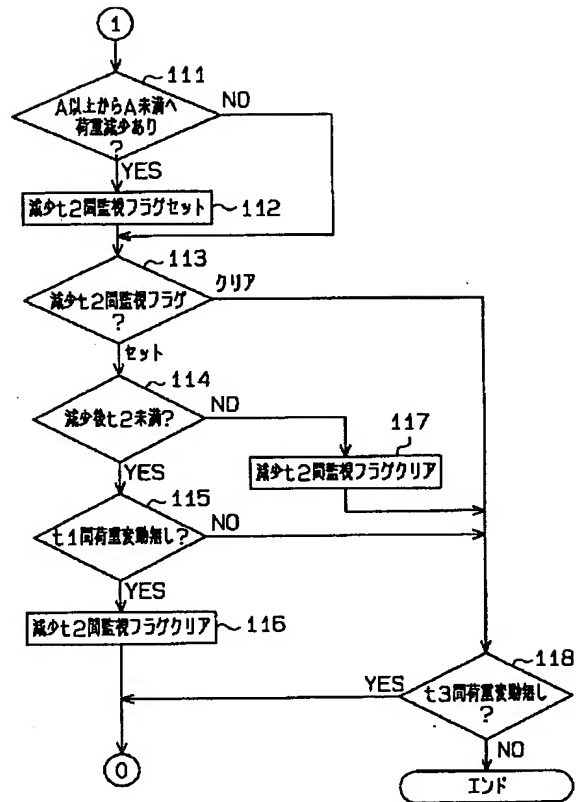 1
111
A以上からA未満へ
荷重減少あり
?
NO
YES
減少t2間監視フラグセット
112
113
クリア
減少t2間監視フラグ
?
セット
114
減少後t2未満?
NO
117
減少t2間監視フラグクリア
YES
115
t1間荷重変動無し?
NO
YES
減少t2間監視フラグクリア
116
118
YES
t3間荷重変動無し
?
NO
0
エンド